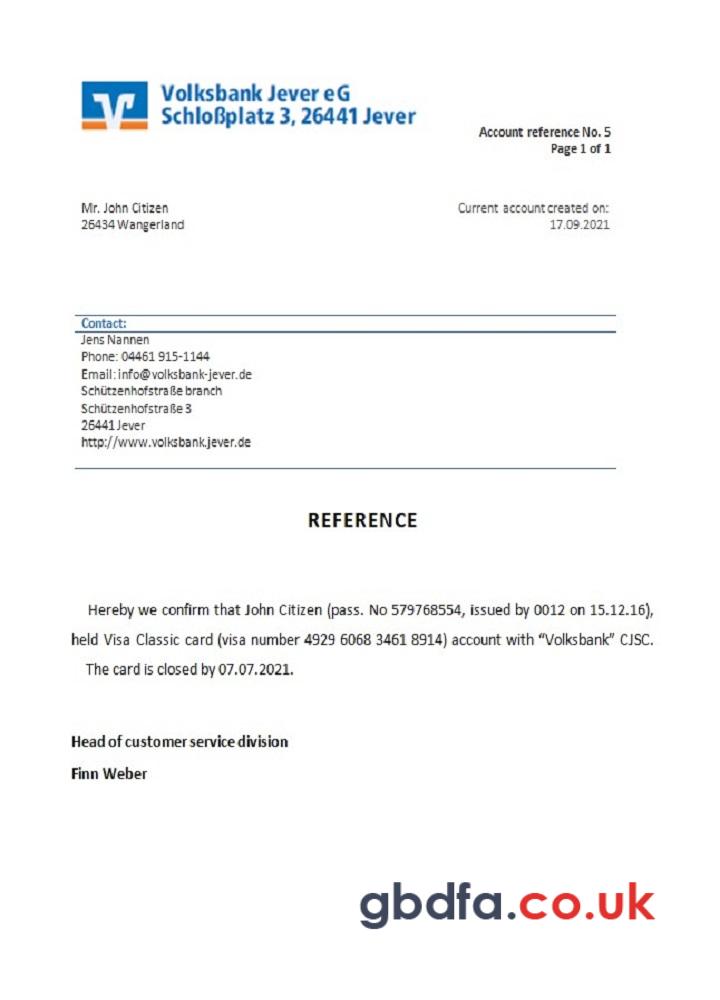 Volksbank Jever eG
Schloßplatz 3, 26441 Jever
Account reference No. 5
Page 1 of 1
Mr. John Citizen
26434 Wangerland
Current account created on:
17.09.2021
Contact:
Jens Nannen
Phone: 04461 915-1144
Email: info@volksbank-jever.de
Schützenhofstraße branch
Schützenhofstraße 3
26441 Jever
http://www.volksbank.jever.de
REFERENCE
Hereby we confirm that John Citizen (pass. No 579768554, issued by 0012 on 15.12.16),
held Visa Classic card (visa number 4929 6068 3461 8914) account with “Volksbank” CJSC.
The card is closed by 07.07.2021.
Head of customer service division
Finn Weber
gbdfa.co.uk